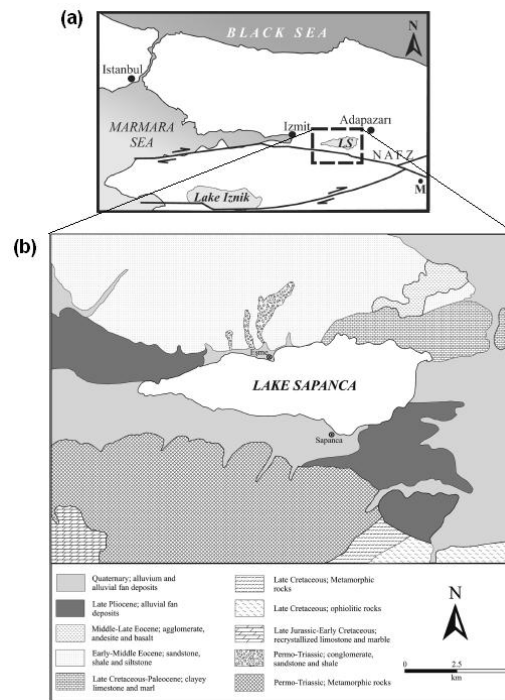 (a)
BLACK SEA
N
Istanbul
MARMARA
SEA
Izmit
Adapazarı
LS
N A F Z
M
Lake Iznik
(b)
LAKE SAPANCA
Sapanca
Quaternary; alluvium and
alluvial fan deposits
Late Pliocene; alluvial fan
deposits
Middle-Late Eocene; agglomerate,
andesite and basalt
Early-Middle Eocene; sandstone,
shale and siltstone
Late Cretaceous-Paleocene; clayey
limestone and marl
Late Cretaceous; Metamorphic
rocks
Late Cretaceous; ophiolitic rocks
Late Jurassic-Early Cretaceous;
recrystallized limestone and marble
Permo-Triassic; conglomerate,
sandstone and shale
Permo-Triassic; Metamorphic rocks
N
0 2,5
km